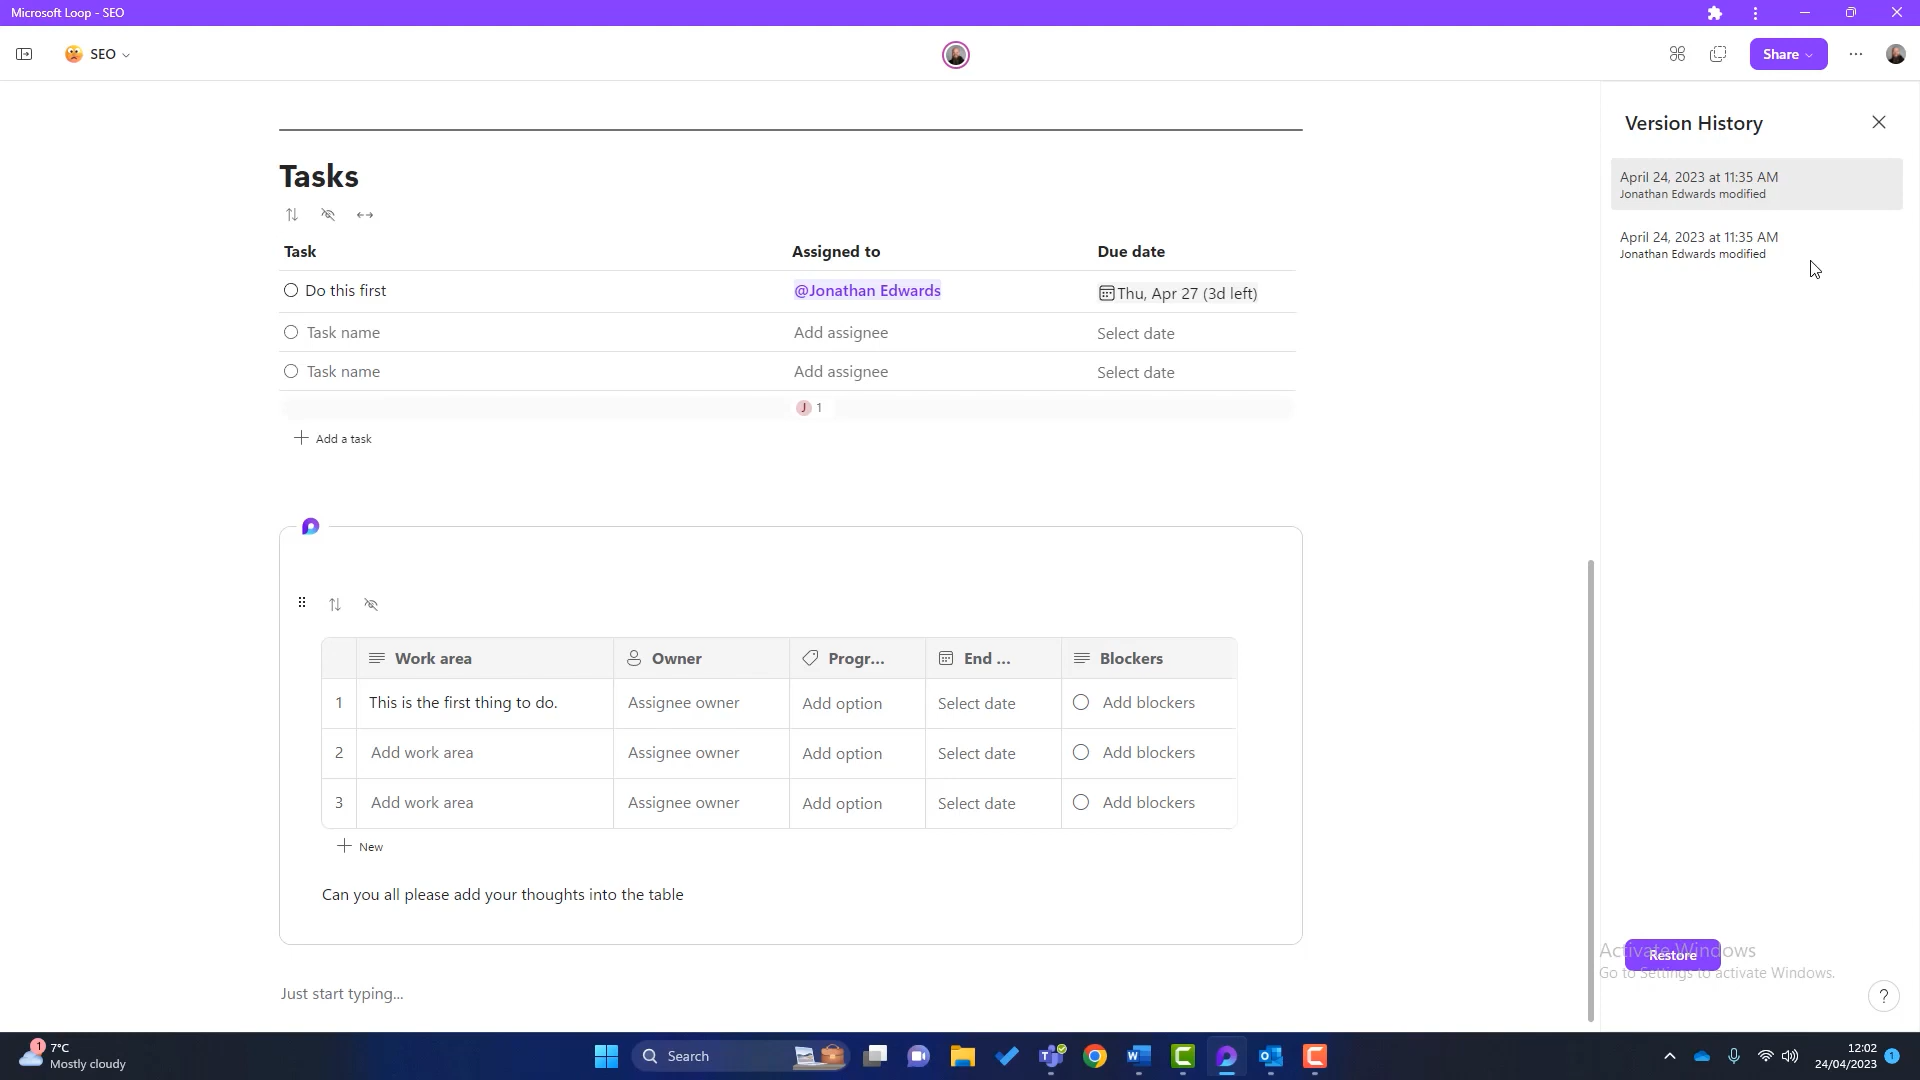 Microsoft Loop - SEO
SEO
Share
Version History
April 24, 2023 at 11:35 AM
Jonathan Edwards modified
April 24, 2023 at 11:35 AM
Jonathan Edwards modified
Tasks
Task Assigned to Due date
Do this first @Jonathan Edwards Thu, Apr 27 (3d left)
Task name Add assignee Select date
Task name Add assignee Select date
J 1
Add a task
Work area Owner Progr... End ... Blockers
1 This is the first thing to do. Assignee owner Add option Select date Add blockers
2 Add work area Assignee owner Add option Select date Add blockers
3 Add work area Assignee owner Add option Select date Add blockers
New
Can you all please add your thoughts into the table
Just start typing...
Activate Windows
Restore
Go to Settings to activate Windows.
?
1 7°C
Mostly cloudy
Search
12:02
24/04/2023
1